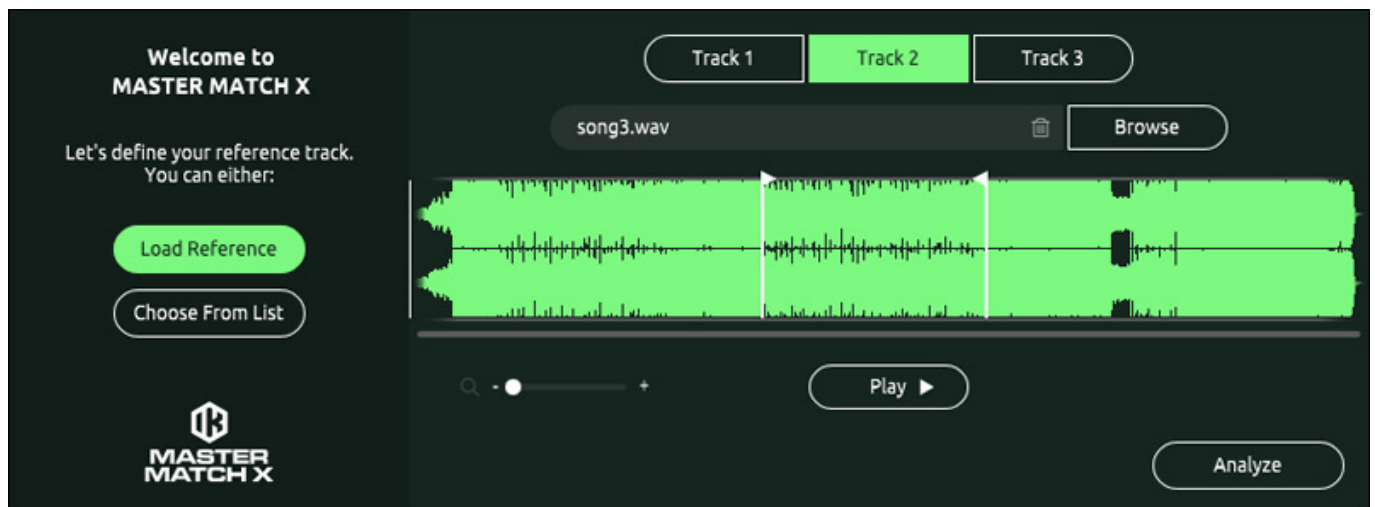 Welcome to
MASTER MATCH X
Let's define your reference track.
You can either:
Load Reference
Choose From List
IK
MASTER
MATCH X
Track 1
Track 2
Track 3
song3.wav
Browse
-
+
Play
Analyze